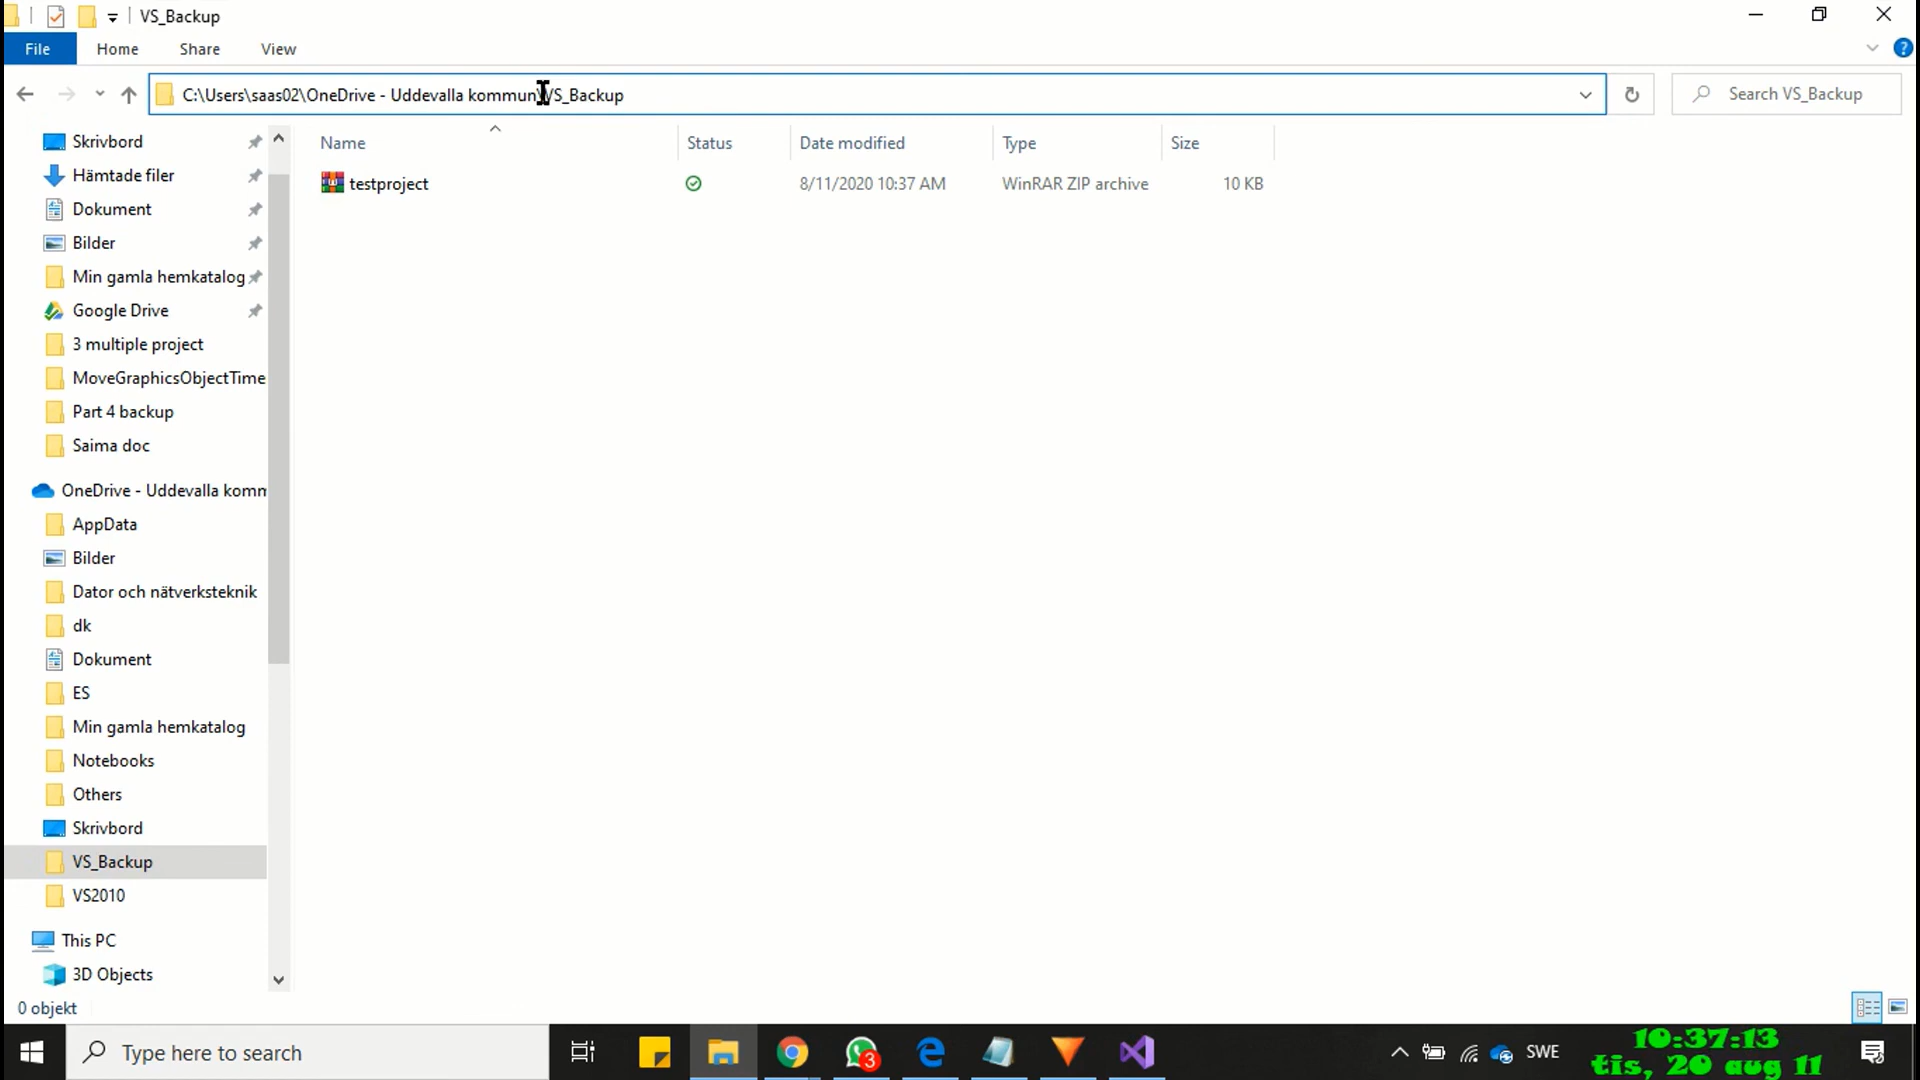 VS_Backup
File
Home
Share
View
C:\Users\saas02\OneDrive - Uddevalla kommun\VS_Backup
Search VS_Backup
Name
Status
Date modified
Type
Size
testproject
8/11/2020 10:37 AM
WinRAR ZIP archive
10 KB
Skrivbord
Hämtade filer
Dokument
Bilder
Min gamla hemkatalog
Google Drive
3 multiple project
MoveGraphicsObjectTime
Part 4 backup
Saima doc
OneDrive - Uddevalla komm
AppData
Bilder
Dator och nätverksteknik
dk
Dokument
ES
Min gamla hemkatalog
Notebooks
Others
Skrivbord
VS_Backup
VS2010
This PC
3D Objects
0 objekt
Type here to search
3
SWE
10:37:13
tis, 20 aug 11